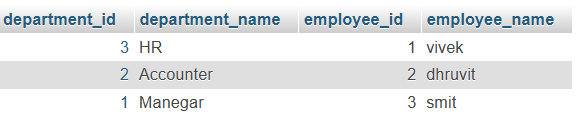 department_id department_name employee_id employee_name
3 HR 1 vivek
2 Accounter 2 dhruvit
1 Manegar 3 smit